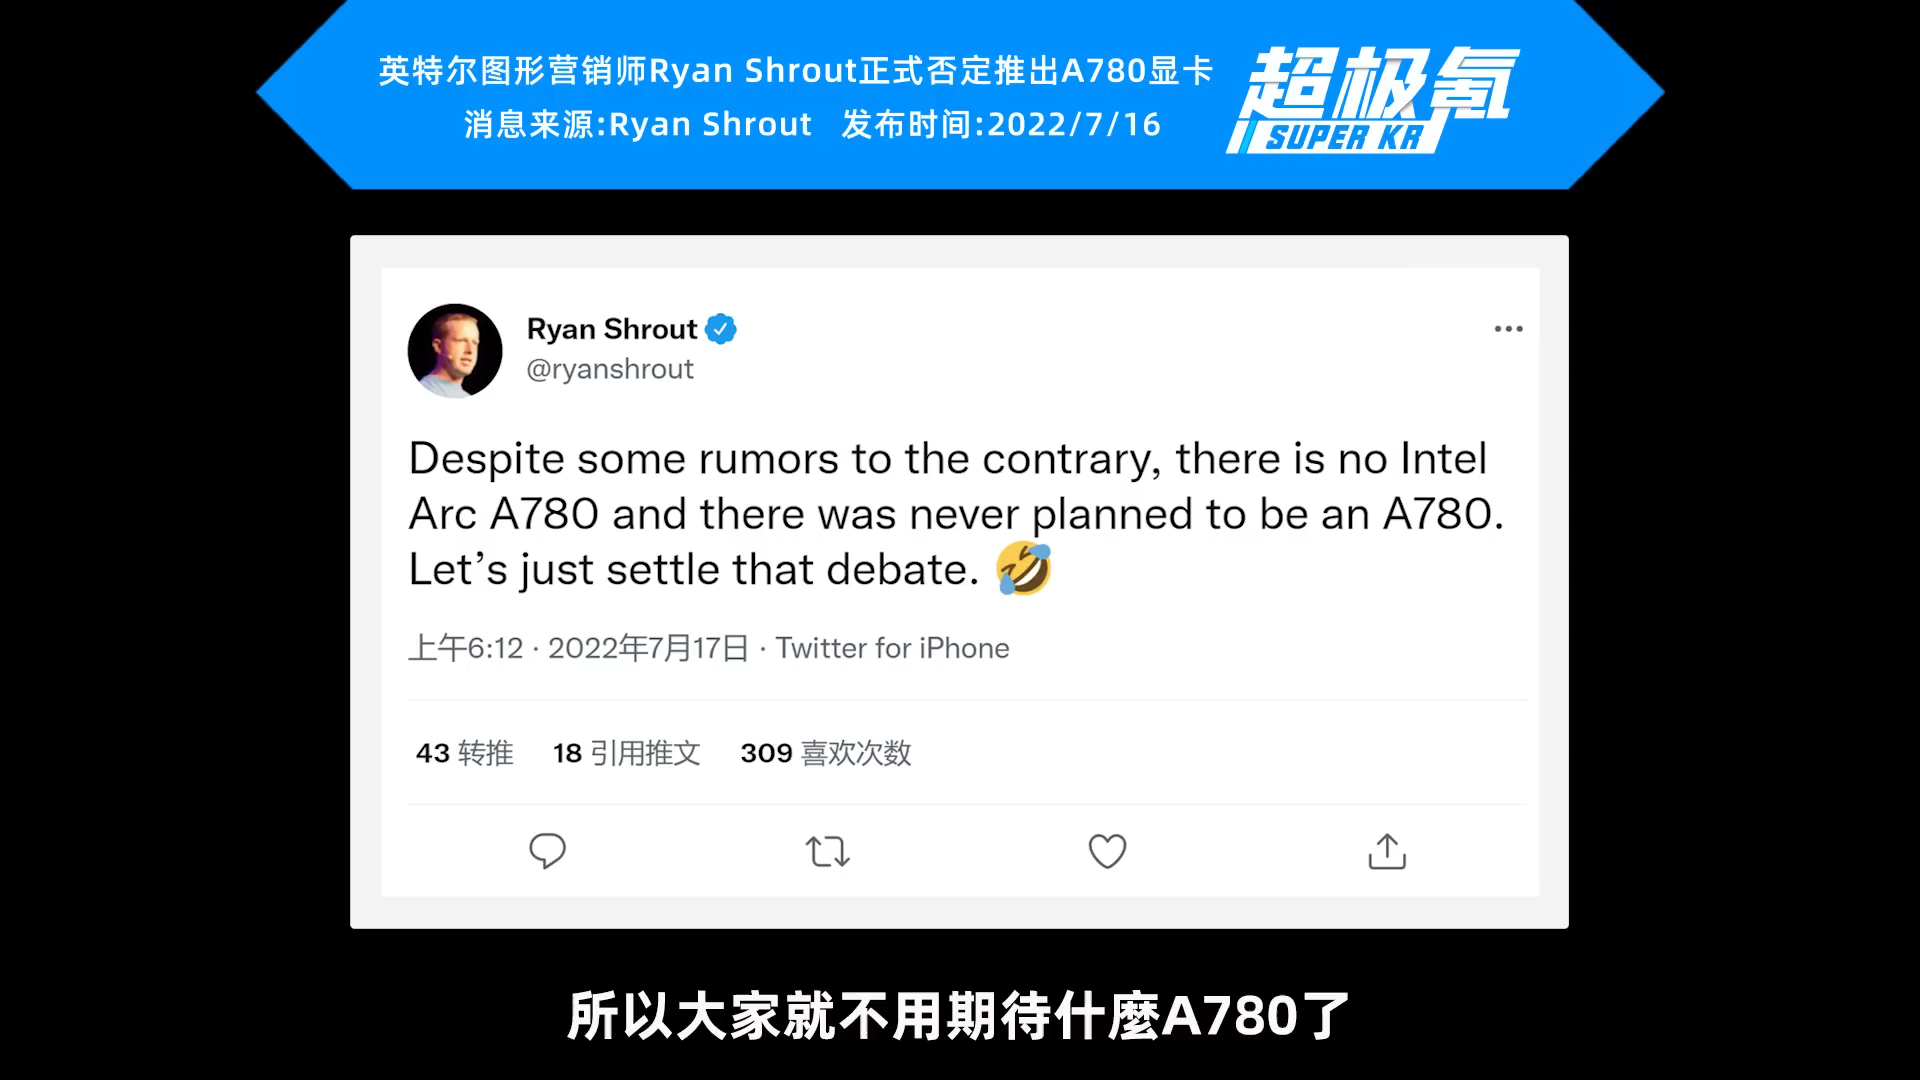 英特尔图形营销师Ryan Shrout正式否定推出A780显卡
消息来源:Ryan Shrout 发布时间:2022/7/16
超极氪
SUPER KR
Ryan Shrout
@ryanshrout
Despite some rumors to the contrary, there is no Intel
Arc A780 and there was never planned to be an A780.
Let’s just settle that debate. 🤣
上午6:12 · 2022年7月17日 · Twitter for iPhone
43 转推 18 引用推文 309 喜欢次数
所以大家就不用期待什麼A780了